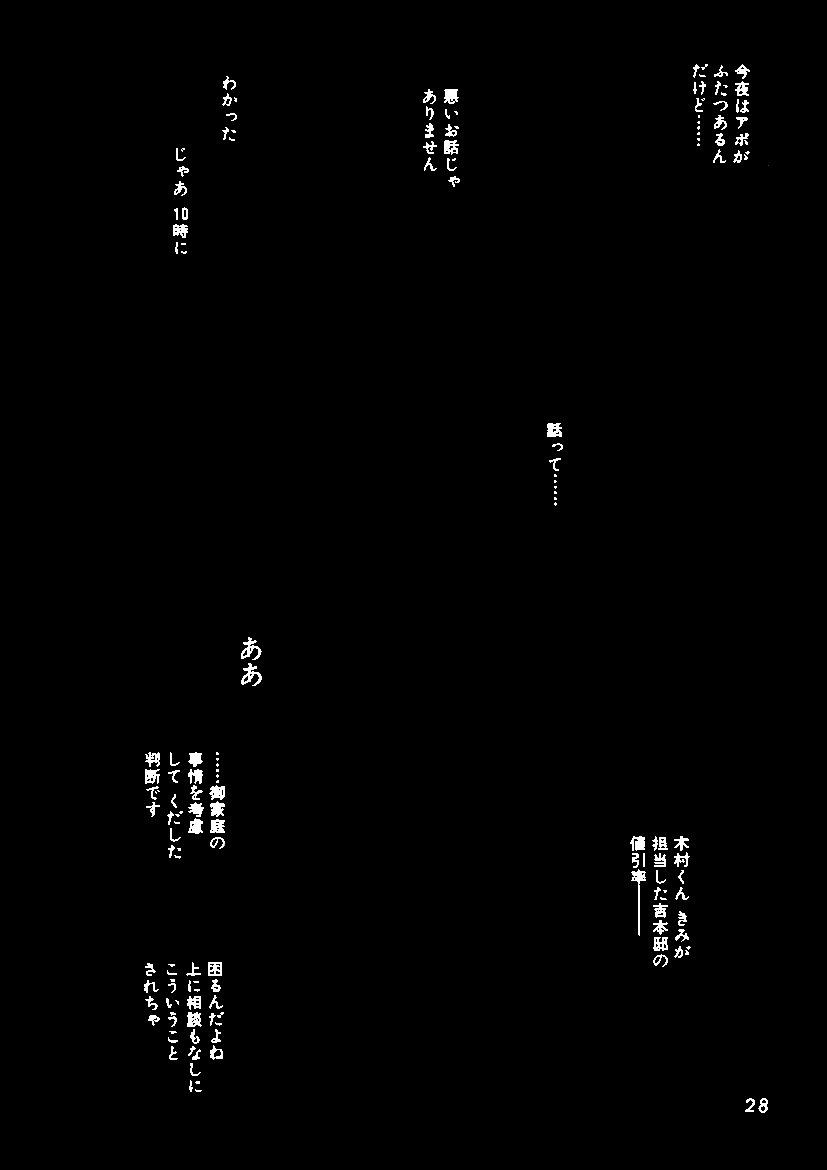 今夜はアポが
ふたつあるん
だけど……
悪いお話じゃ
ありません
わかった
じゃあ 10時に
話って……
ああ
木村くん きみが
担当した吉本邸の
値引率――
……御家庭の
事情を考慮
して くだした
判断です
困るんだよね
上に相談もなしに
こういうこと
されちゃ
28